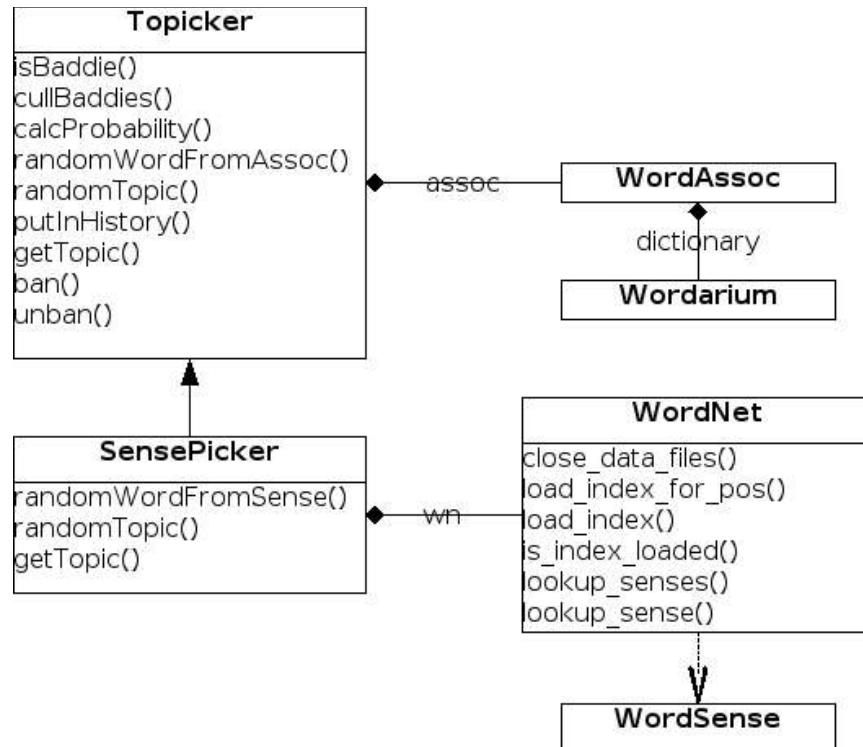 Topicker
isBaddie()
cullBaddies()
calcProbability()
randomWordFromAssoc()
randomTopic()
putInHistory()
getTopic()
ban()
unban()
assoc
WordAssoc
dictionary
Wordarium
SensePicker
randomWordFromSense()
randomTopic()
getTopic()
wn
WordNet
close_data_files()
load_index_for_pos()
load_index()
is_index_loaded()
lookup_senses()
lookup_sense()
WordSense